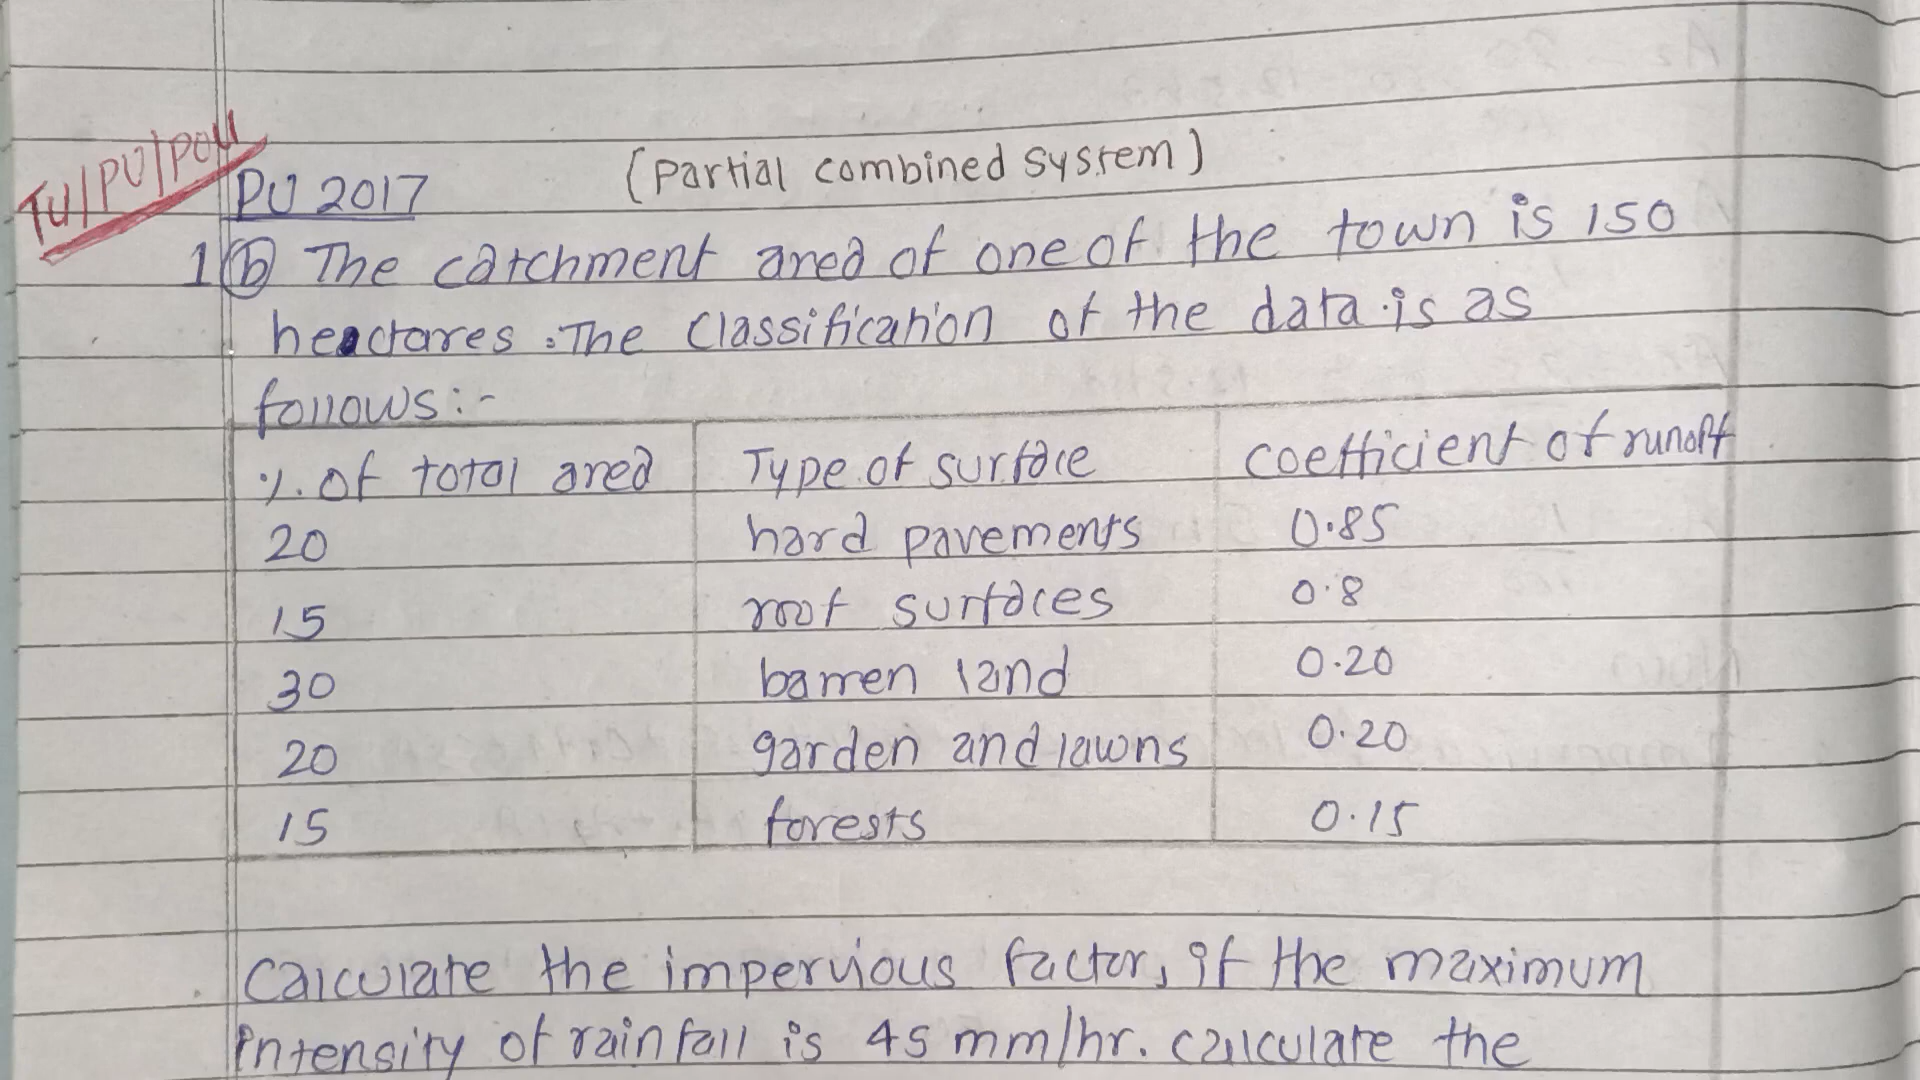 TU/PU/POU
PU 2017 (Partial combined system)
1 (b) The catchment area of one of the town is 150
heactares. The classification of the data is as
follows:-
%. of total area Type of surface coefficient of runoff
20 hard pavements 0.85
15 roof surfaces 0.8
30 barren land 0.20
20 garden and lawns 0.20
15 forests 0.15
Calculate the impervious factor, if the maximum
intensity of rainfall is 45 mm/hr. calculate the